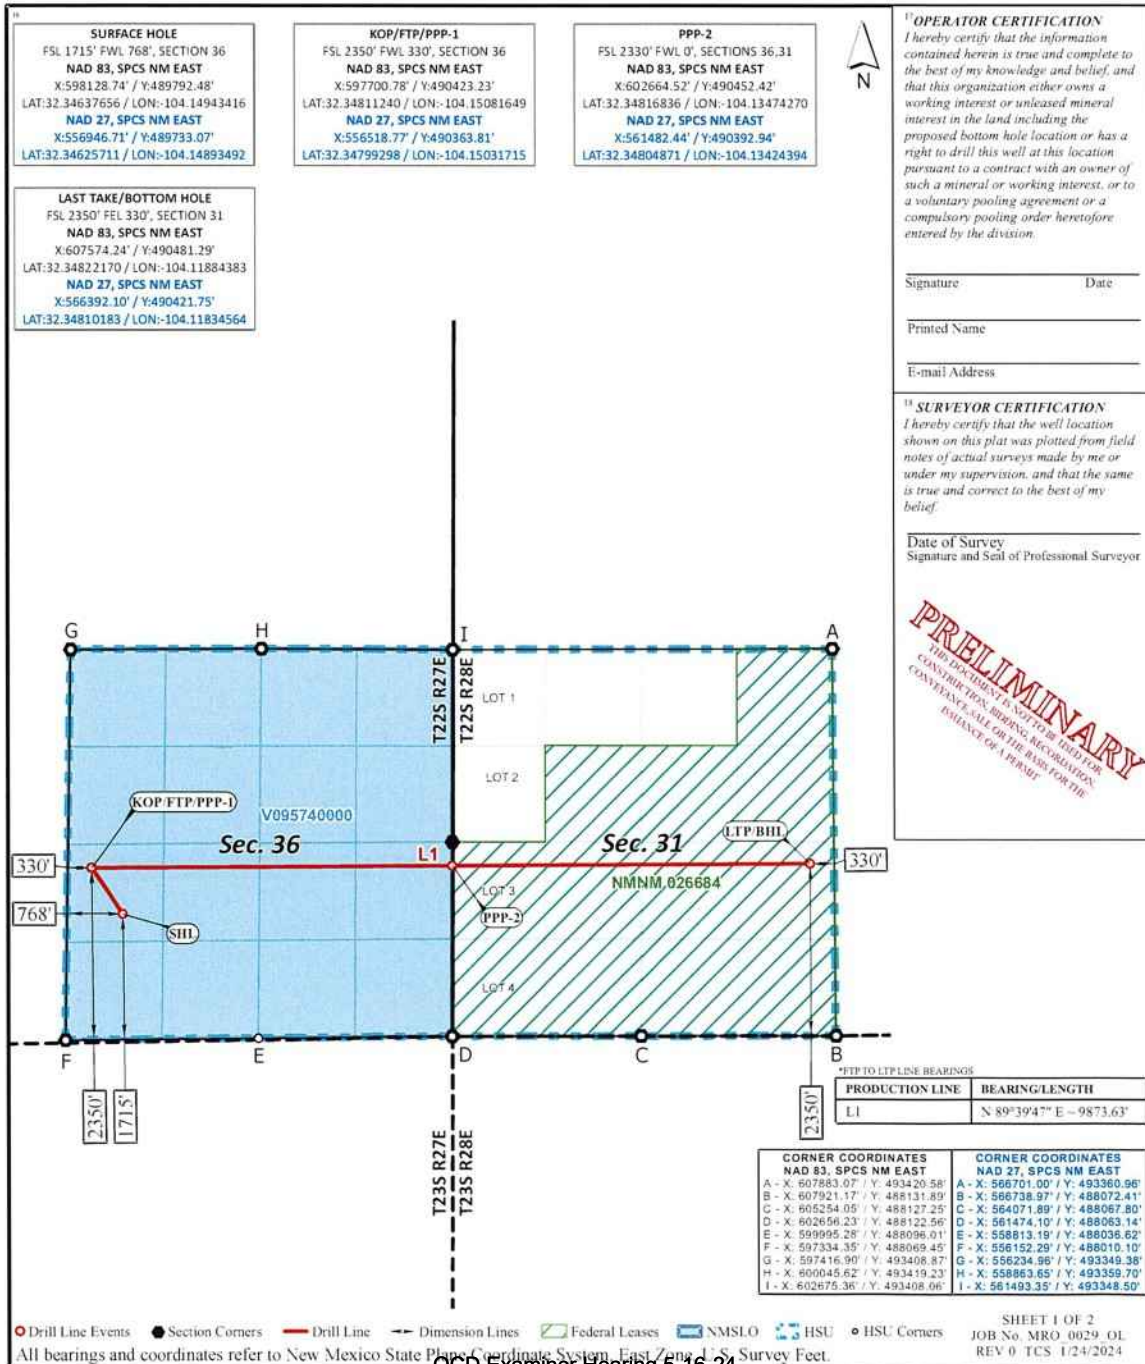 16
SURFACE HOLE
FSL 1715' FWL 768', SECTION 36
NAD 83, SPCS NM EAST
X:598128.74' / Y:489792.48'
LAT:32.34637656 / LON:-104.14943416
NAD 27, SPCS NM EAST
X:556946.71' / Y:489733.07'
LAT:32.34625711 / LON:-104.14893492
KOP/FTP/PPP-1
FSL 2350' FWL 330', SECTION 36
NAD 83, SPCS NM EAST
X:597700.78' / Y:490423.23'
LAT:32.34811240 / LON:-104.15081649
NAD 27, SPCS NM EAST
X:556518.77' / Y:490363.81'
LAT:32.34799298 / LON:-104.15031715
PPP-2
FSL 2330' FWL 0', SECTIONS 36,31
NAD 83, SPCS NM EAST
X:602664.52' / Y:490452.42'
LAT:32.34816836 / LON:-104.13474270
NAD 27, SPCS NM EAST
X:561482.44' / Y:490392.94'
LAT:32.34804871 / LON:-104.13424394
N
LAST TAKE/BOTTOM HOLE
FSL 2350' FEL 330', SECTION 31
NAD 83, SPCS NM EAST
X:607574.24' / Y:490481.29'
LAT:32.34822170 / LON:-104.11884383
NAD 27, SPCS NM EAST
X:566392.10' / Y:490421.75'
LAT:32.34810183 / LON:-104.11834564
17 OPERATOR CERTIFICATION
I hereby certify that the information
contained herein is true and complete to
the best of my knowledge and belief, and
that this organization either owns a
working interest or unleased mineral
interest in the land including the
proposed bottom hole location or has a
right to drill this well at this location
pursuant to a contract with an owner of
such a mineral or working interest, or to
a voluntary pooling agreement or a
compulsory pooling order heretofore
entered by the division.
Signature Date
Printed Name
E-mail Address
18 SURVEYOR CERTIFICATION
I hereby certify that the well location
shown on this plat was plotted from field
notes of actual surveys made by me or
under my supervision, and that the same
is true and correct to the best of my
belief.
Date of Survey
Signature and Seal of Professional Surveyor
PRELIMINARY
THIS DOCUMENT IS NOT TO BE USED FOR
CONSTRUCTION, BIDDING, RECORDATION,
CONVEYANCE, SALE OR THE BASIS FOR THE
ISSUANCE OF A PERMIT
G H I A
T22S R27E
T22S R28E
LOT 1
LOT 2
KOP/FTP/PPP-1
V095740000
Sec. 36
L1
Sec. 31
LTP/BHL
330'
330'
NMNM 026684
LOT 3
768'
SHL
PPP-2
LOT 4
F E D C B
2350'
1715'
2350'
T23S R27E
T23S R28E
*FTP TO LTP LINE BEARINGS
PRODUCTION LINE BEARING/LENGTH
L1 N 89°39'47" E ~ 9873.63'
CORNER COORDINATES
NAD 83, SPCS NM EAST
A - X: 607883.07' / Y: 493420.58'
B - X: 607921.17' / Y: 488131.89'
C - X: 605254.05' / Y: 488127.25'
D - X: 602656.23' / Y: 488122.56'
E - X: 599995.28' / Y: 488096.01'
F - X: 597334.35' / Y: 488069.45'
G - X: 597416.90' / Y: 493408.87'
H - X: 600045.62' / Y: 493419.23'
I - X: 602675.36' / Y: 493408.06'
CORNER COORDINATES
NAD 27, SPCS NM EAST
A - X: 566701.00' / Y: 493360.96'
B - X: 566738.97' / Y: 488072.41'
C - X: 564071.89' / Y: 488067.80'
D - X: 561474.10' / Y: 488063.14'
E - X: 558813.19' / Y: 488036.62'
F - X: 556152.29' / Y: 488010.10'
G - X: 556234.96' / Y: 493349.38'
H - X: 558863.65' / Y: 493359.70'
I - X: 561493.35' / Y: 493348.50'
Drill Line Events Section Corners Drill Line Dimension Lines Federal Leases NMSLO HSU HSU Corners
All bearings and coordinates refer to New Mexico State Plane Coordinate System, East Zone, U.S. Survey Feet.
OCD Examiner Hearing 5-16-24
SHEET 1 OF 2
JOB No. MRO_0029_OL
REV 0 TCS 1/24/2024